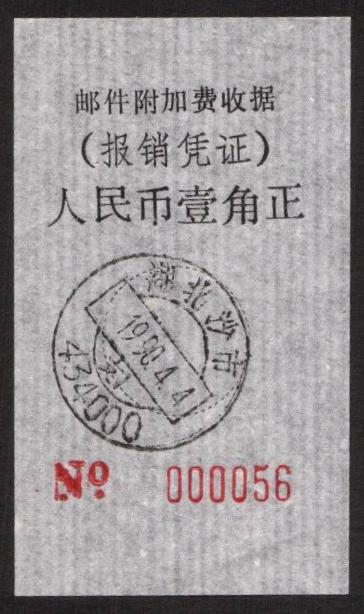 邮件附加费收据
(报销凭证)
人民币壹角正
湖北沙市
1990.4.4
434000
№ 000056